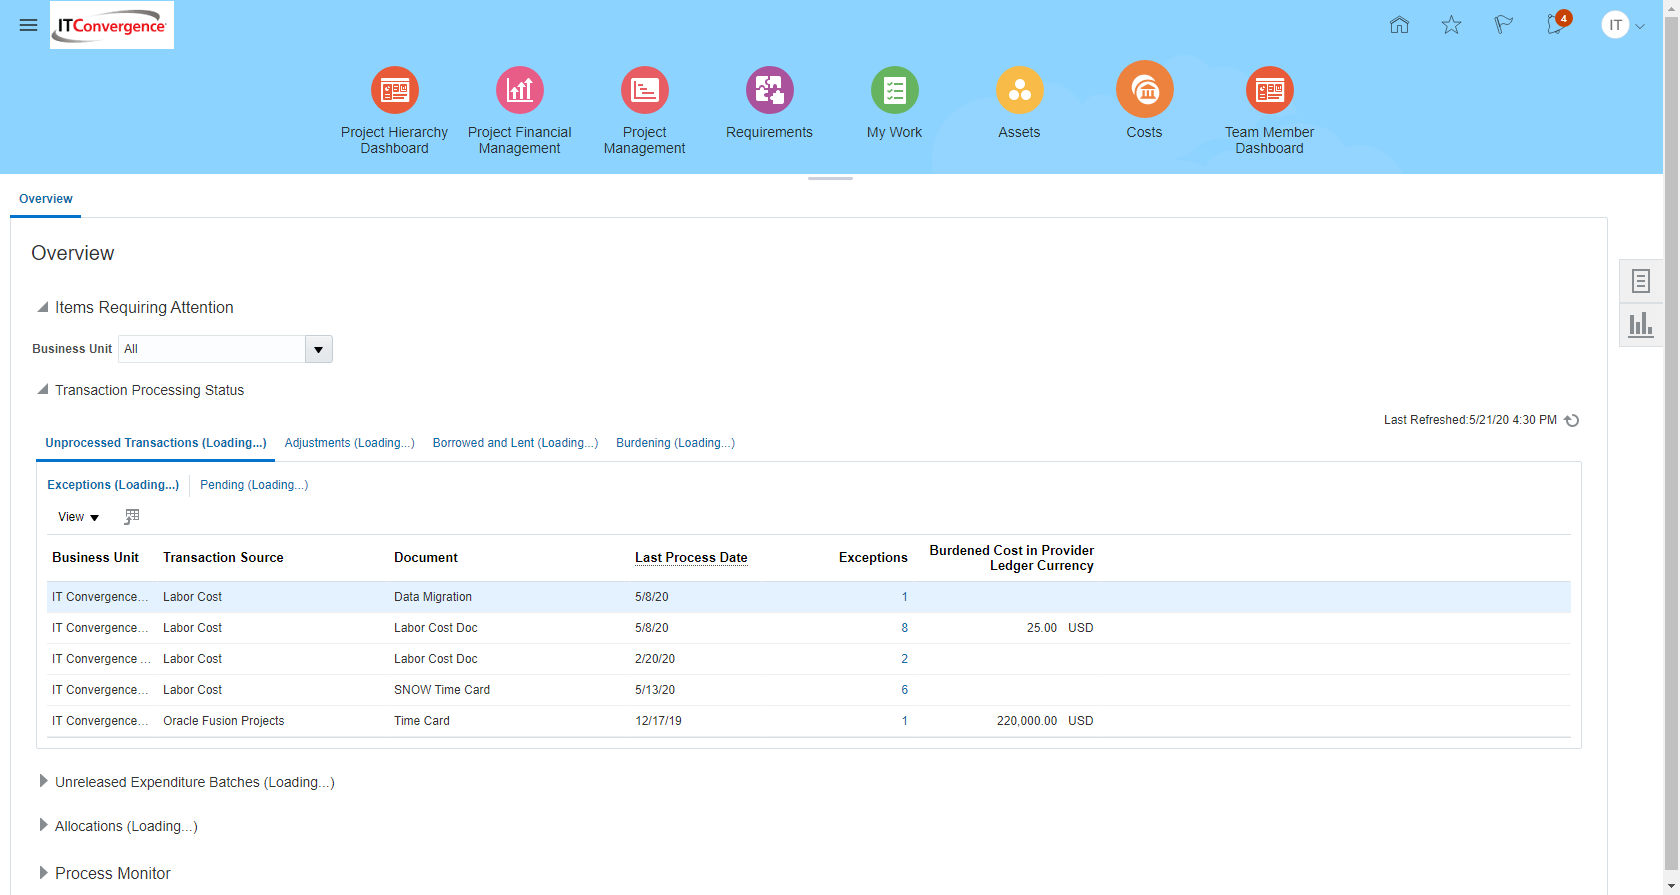 ITConvergence
4
IT
Project Hierarchy
Dashboard
Project Financial
Management
Project
Management
Requirements
My Work
Assets
Costs
Team Member
Dashboard
Overview
Overview
Items Requiring Attention
Business Unit All
Transaction Processing Status
Last Refreshed:5/21/20 4:30 PM
Unprocessed Transactions (Loading...) Adjustments (Loading...) Borrowed and Lent (Loading...) Burdening (Loading...)
Exceptions (Loading...) Pending (Loading...)
View
Business Unit Transaction Source Document Last Process Date Exceptions Burdened Cost in Provider
Ledger Currency
IT Convergence... Labor Cost Data Migration 5/8/20 1
IT Convergence... Labor Cost Labor Cost Doc 5/8/20 8 25.00 USD
IT Convergence ... Labor Cost Labor Cost Doc 2/20/20 2
IT Convergence... Labor Cost SNOW Time Card 5/13/20 6
IT Convergence... Oracle Fusion Projects Time Card 12/17/19 1 220,000.00 USD
Unreleased Expenditure Batches (Loading...)
Allocations (Loading...)
Process Monitor